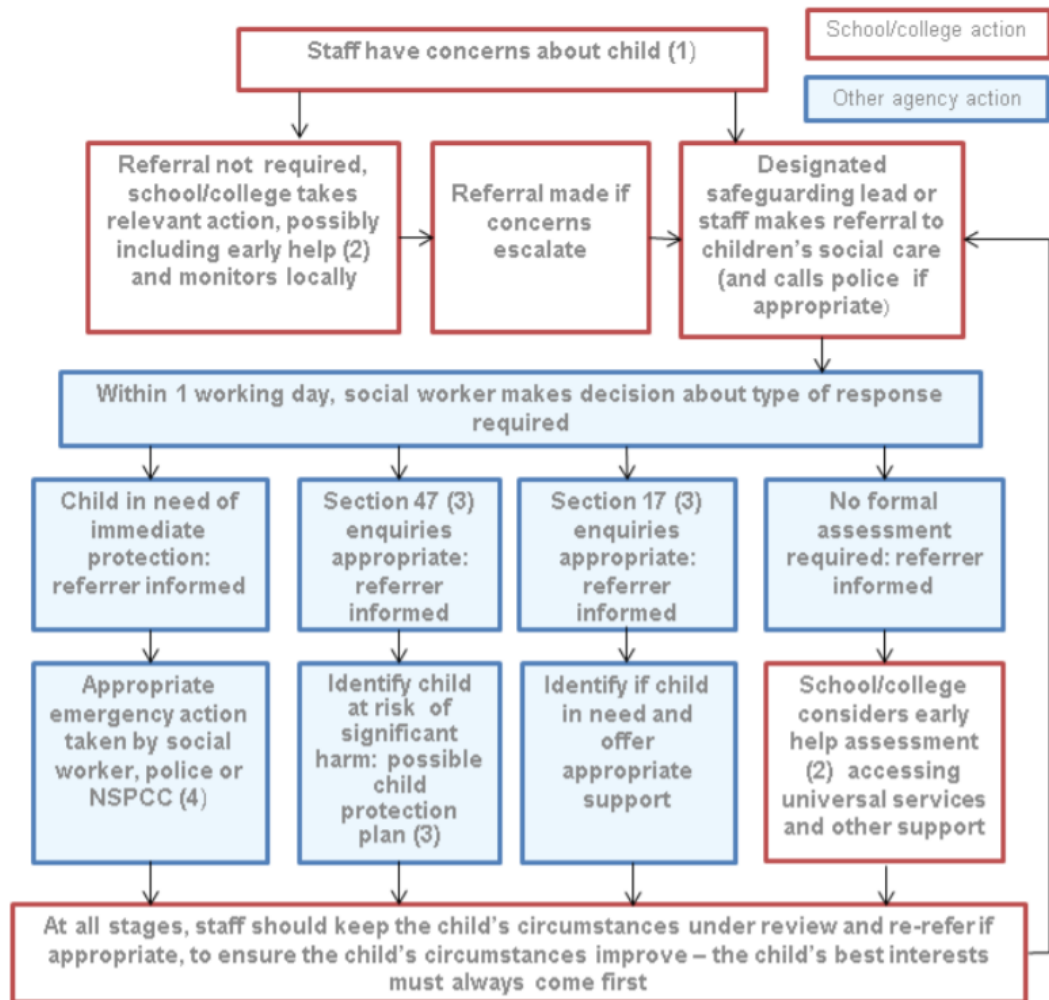 School/college action
Other agency action
Staff have concerns about child (1)
Referral not required,
school/college takes
relevant action, possibly
including early help (2)
and monitors locally
Referral made if
concerns
escalate
Designated
safeguarding lead or
staff makes referral to
children’s social care
(and calls police if
appropriate)
Within 1 working day, social worker makes decision about type of response
required
Child in need of
immediate
protection:
referrer informed
Section 47 (3)
enquiries
appropriate:
referrer
informed
Section 17 (3)
enquiries
appropriate:
referrer
informed
No formal
assessment
required: referrer
informed
Appropriate
emergency action
taken by social
worker, police or
NSPCC (4)
Identify child
at risk of
significant
harm: possible
child
protection
plan (3)
Identify if child
in need and
offer
appropriate
support
School/college
considers early
help assessment
(2) accessing
universal services
and other support
At all stages, staff should keep the child’s circumstances under review and re-refer if
appropriate, to ensure the child’s circumstances improve – the child’s best interests
must always come first